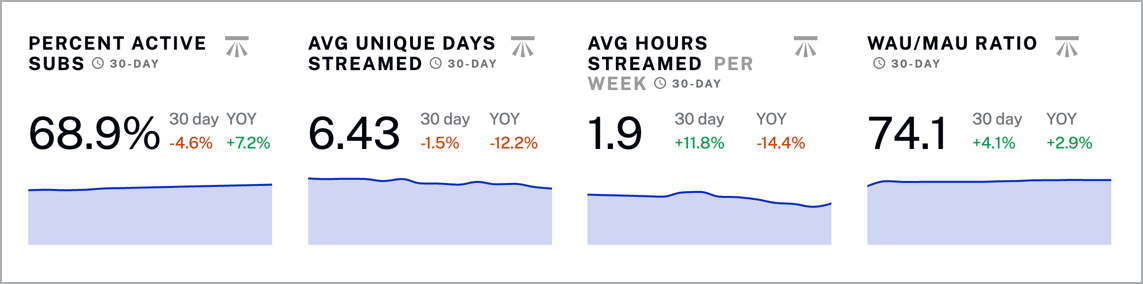 PERCENT ACTIVE
SUBS 30-DAY
68.9% 30 day YOY
-4.6% +7.2%
AVG UNIQUE DAYS
STREAMED 30-DAY
6.43 30 day YOY
-1.5% -12.2%
AVG HOURS
STREAMED PER
WEEK 30-DAY
1.9 30 day YOY
+11.8% -14.4%
WAU/MAU RATIO
30-DAY
74.1 30 day YOY
+4.1% +2.9%